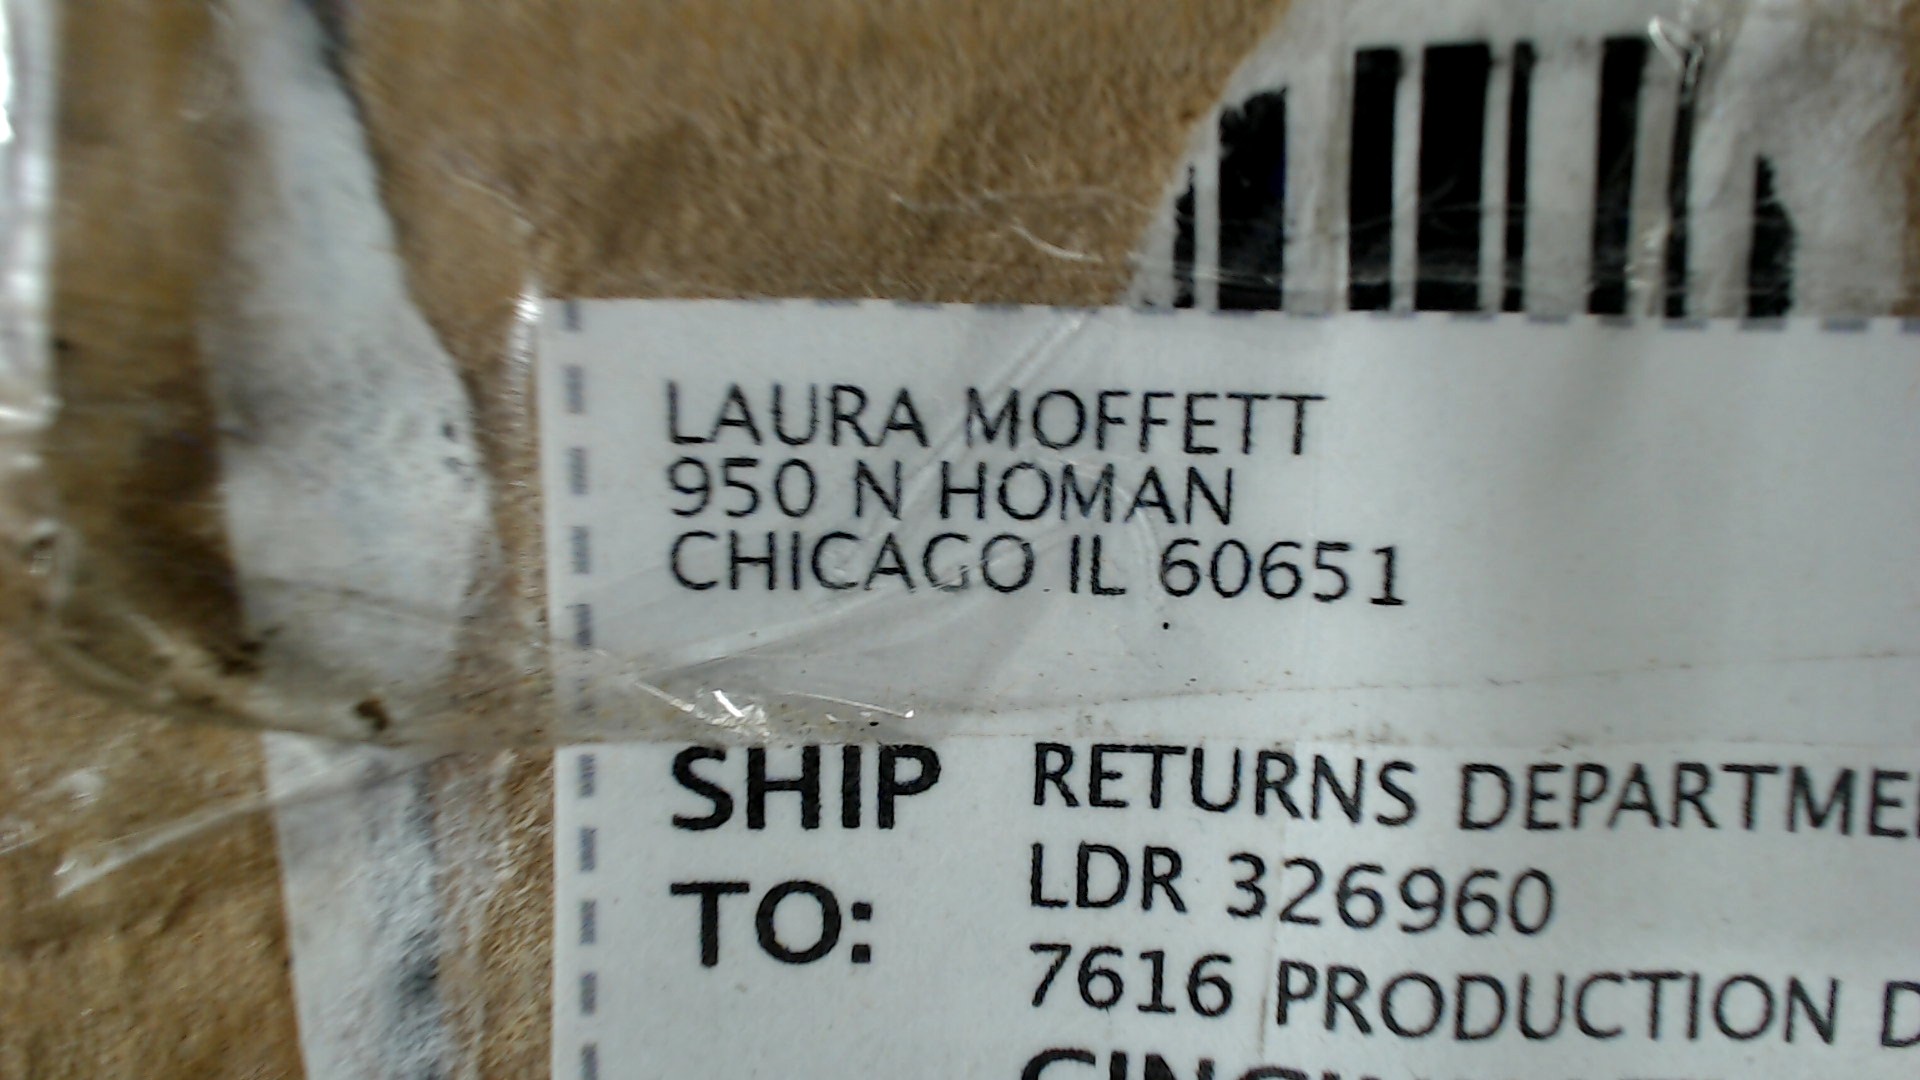 LAURA MOFFETT
950 N HOMAN
CHICAGO IL 60651
SHIP TO:
RETURNS DEPARTME
LDR 326960
7616 PRODUCTION D